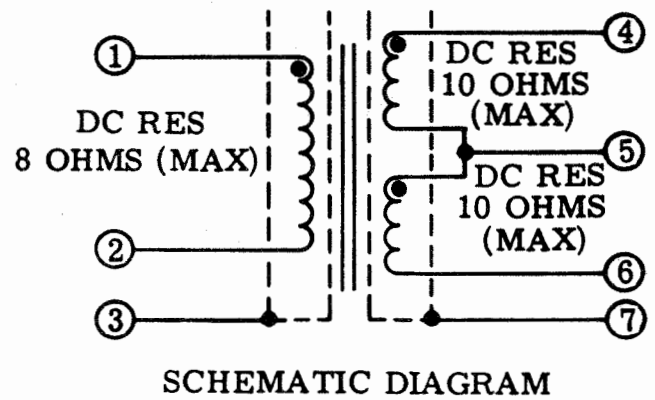 1
4
DC RES
10 OHMS
(MAX)
DC RES
8 OHMS (MAX)
5
DC RES
10 OHMS
(MAX)
2
6
3
7
SCHEMATIC DIAGRAM